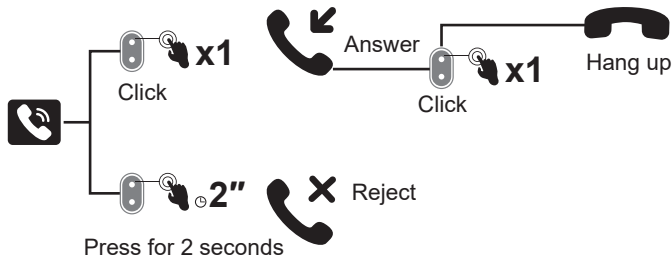 x1
Click
Answer
x1
Click
Hang up
2"
Press for 2 seconds
Reject